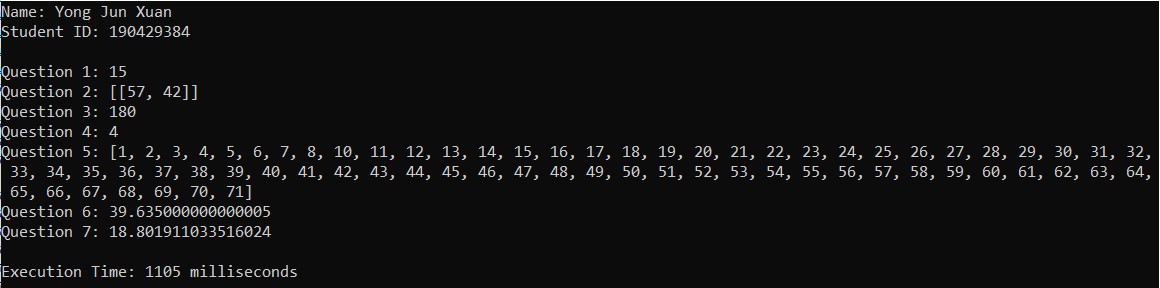 Name: Yong Jun Xuan
Student ID: 190429384
Question 1: 15
Question 2: [[57, 42]]
Question 3: 180
Question 4: 4
Question 5: [1, 2, 3, 4, 5, 6, 7, 8, 10, 11, 12, 13, 14, 15, 16, 17, 18, 19, 20, 21, 22, 23, 24, 25, 26, 27, 28, 29, 30, 31, 32,
33, 34, 35, 36, 37, 38, 39, 40, 41, 42, 43, 44, 45, 46, 47, 48, 49, 50, 51, 52, 53, 54, 55, 56, 57, 58, 59, 60, 61, 62, 63, 64,
65, 66, 67, 68, 69, 70, 71]
Question 6: 39.635000000000005
Question 7: 18.801911033516024
Execution Time: 1105 milliseconds